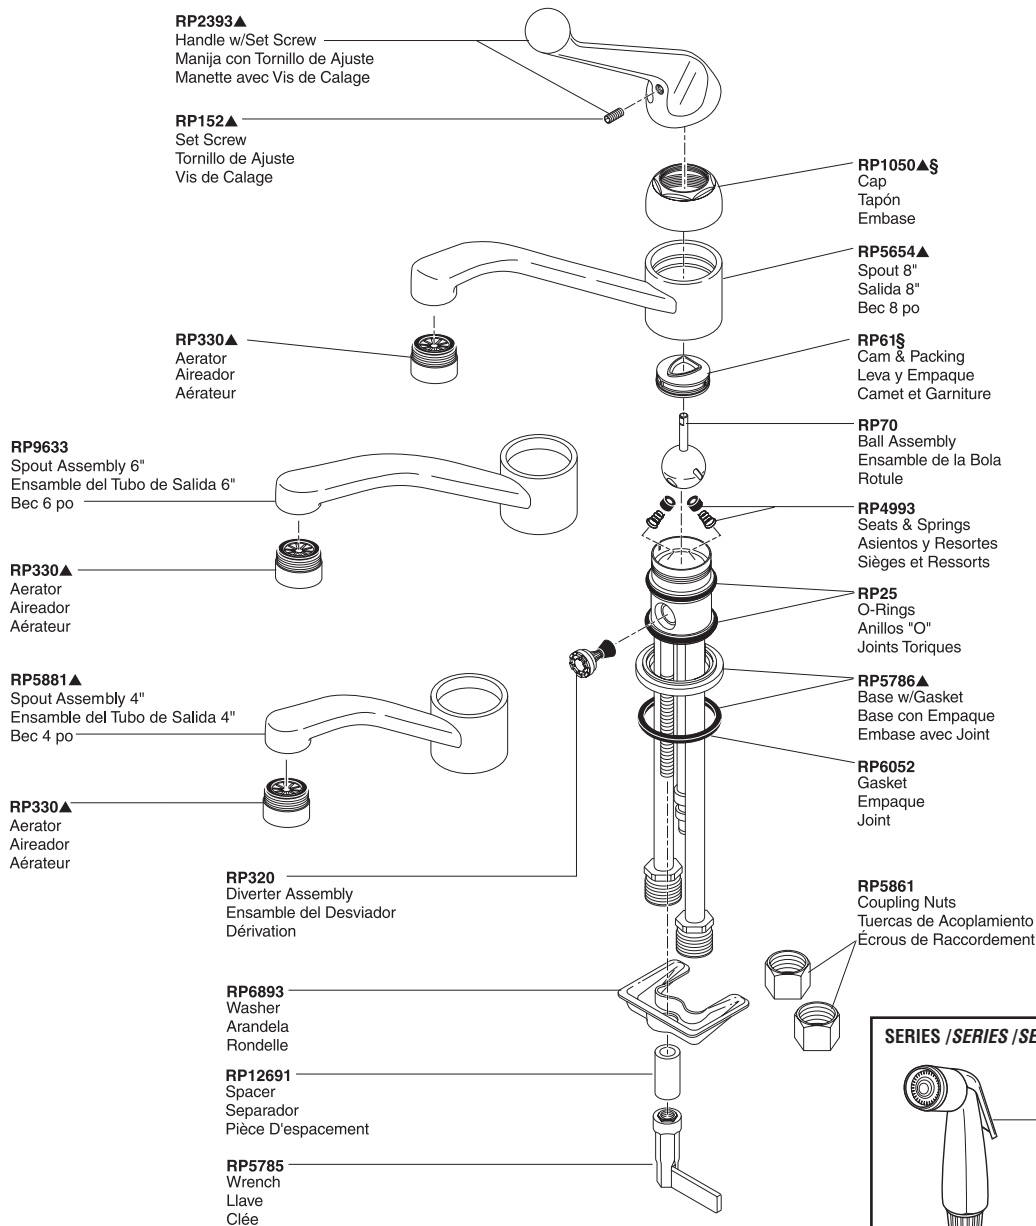 RP2393▲
Handle w/Set Screw
Manija con Tornillo de Ajuste
Manette avec Vis de Calage
RP152▲
Set Screw
Tornillo de Ajuste
Vis de Calage
RP1050▲§
Cap
Tapón
Embase
RP5654▲
Spout 8"
Salida 8"
Bec 8 po
RP330▲
Aerator
Aireador
Aérateur
RP61§
Cam & Packing
Leva y Empaque
Camet et Garniture
RP70
Ball Assembly
Ensamble de la Bola
Rotule
RP9633
Spout Assembly 6"
Ensamble del Tubo de Salida 6"
Bec 6 po
RP4993
Seats & Springs
Asientos y Resortes
Sièges et Ressorts
RP330▲
Aerator
Aireador
Aérateur
RP25
O-Rings
Anillos "O"
Joints Toriques
RP5881▲
Spout Assembly 4"
Ensamble del Tubo de Salida 4"
Bec 4 po
RP5786▲
Base w/Gasket
Base con Empaque
Embase avec Joint
RP6052
Gasket
Empaque
Joint
RP330▲
Aerator
Aireador
Aérateur
RP320
Diverter Assembly
Ensamble del Desviador
Dérivation
RP5861
Coupling Nuts
Tuercas de Acoplamiento
Écrous de Raccordement
RP6893
Washer
Arandela
Rondelle
RP12691
Spacer
Separador
Pièce D'espacement
RP5785
Wrench
Llave
Clée
SERIES /SERIES /